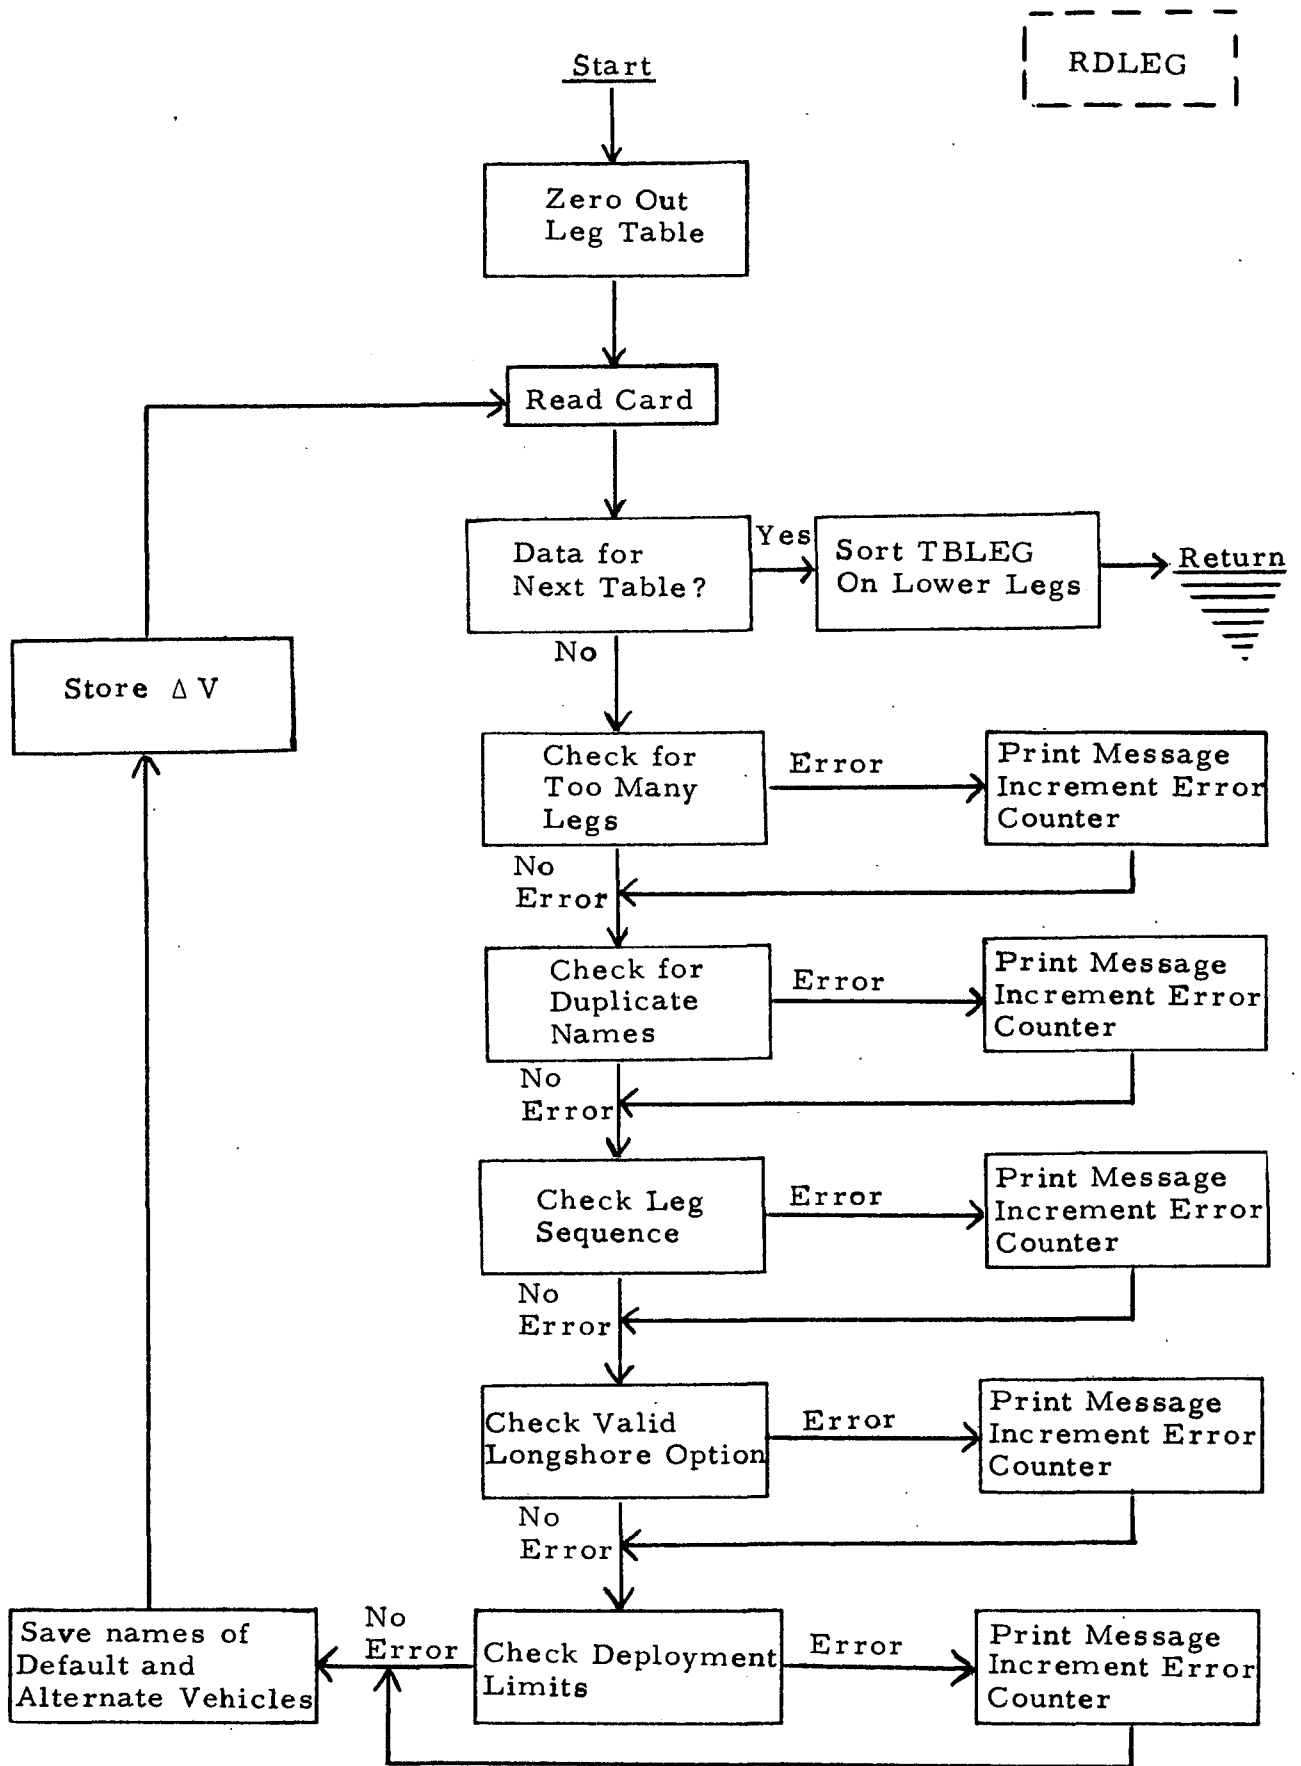 RDLEG
Start
Zero Out
Leg Table
Read Card
Data for
Next Table?
Yes
Sort TBLEG
On Lower Legs
Return
No
Store Δ V
Check for
Too Many
Legs
Error
Print Message
Increment Error
Counter
No
Error
Check for
Duplicate
Names
Error
Print Message
Increment Error
Counter
No
Error
Check Leg
Sequence
Error
Print Message
Increment Error
Counter
No
Error
Check Valid
Longshore Option
Error
Print Message
Increment Error
Counter
No
Error
Save names of
Default and
Alternate Vehicles
No
Error
Check Deployment
Limits
Error
Print Message
Increment Error
Counter